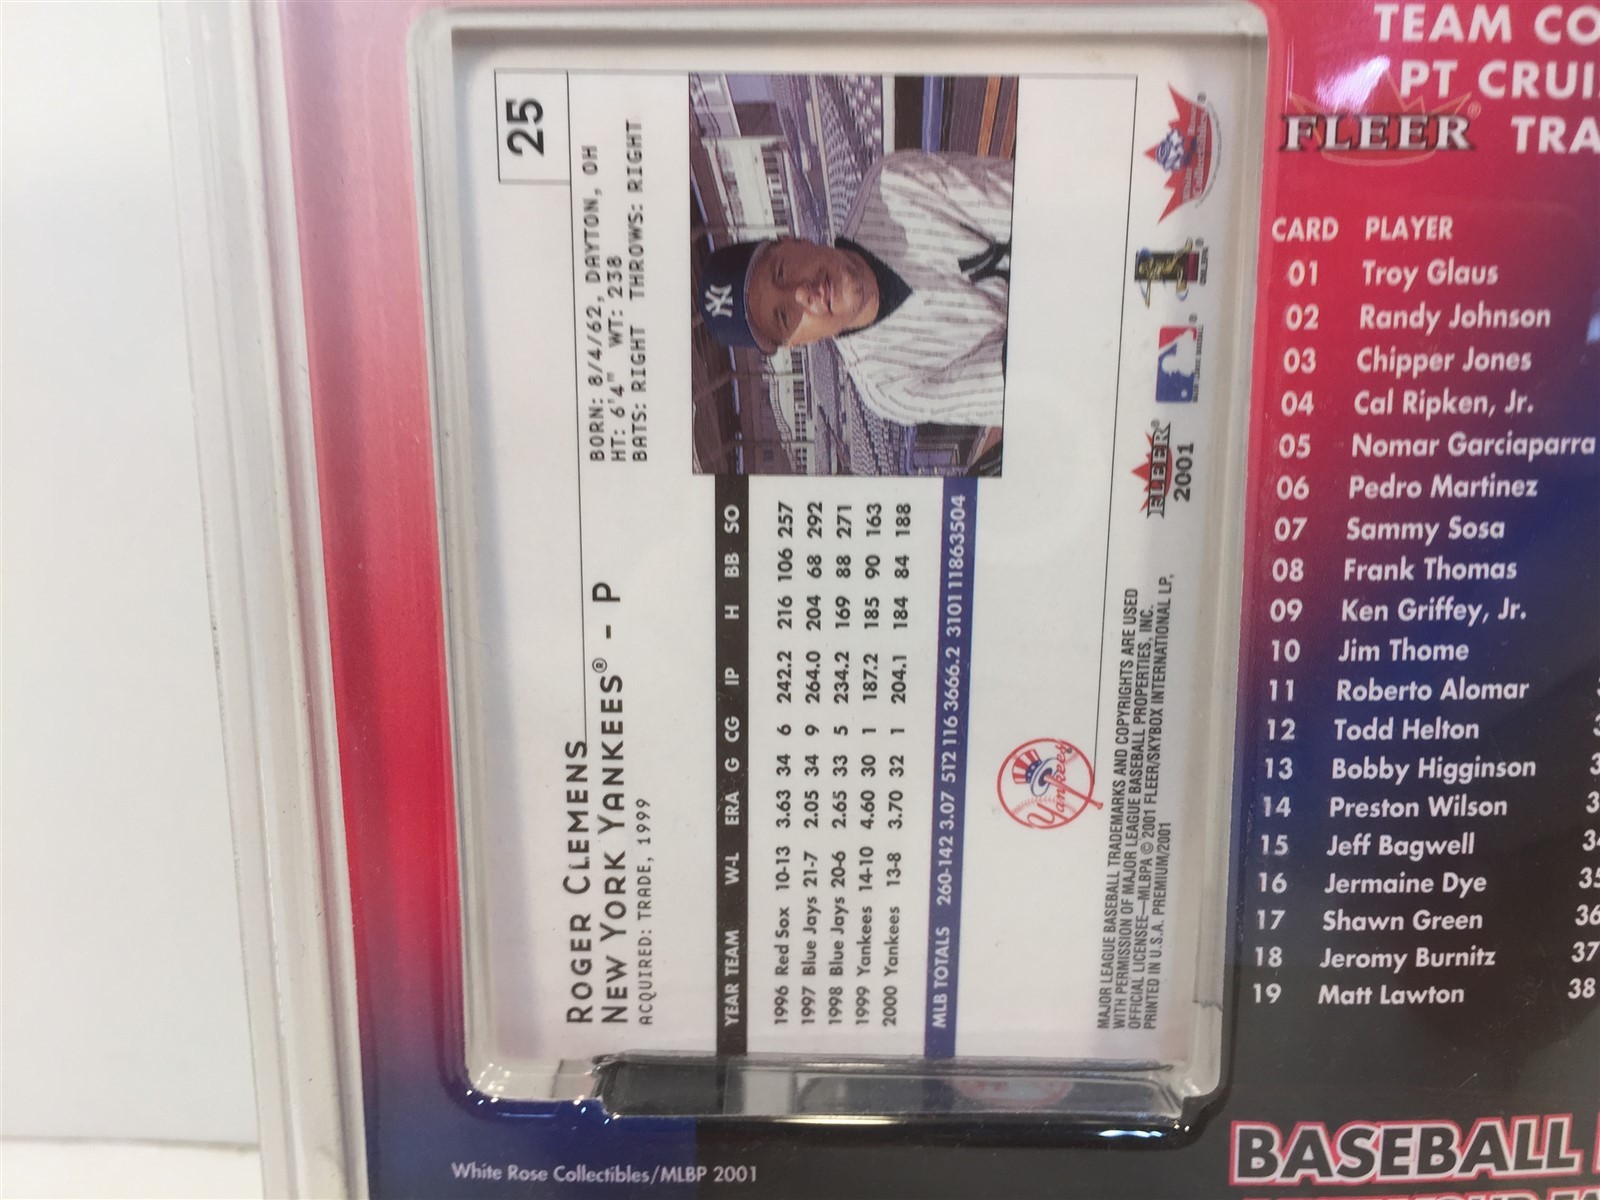 25
ROGER CLEMENS
NEW YORK YANKEES® - P
ACQUIRED: TRADE, 1999
BORN: 8/4/62, DAYTON, OH
HT: 6'4" WT: 238
BATS: RIGHT THROWS: RIGHT
YEAR TEAM W-L ERA G CG IP H BB SO
1996 Red Sox 10-13 3.63 34 6 242.2 216 106 257
1997 Blue Jays 21-7 2.05 34 9 264.0 204 68 292
1998 Blue Jays 20-6 2.65 33 5 234.2 169 88 271
1999 Yankees 14-10 4.60 30 1 187.2 185 90 163
2000 Yankees 13-8 3.70 32 1 204.1 184 84 188
MLB TOTALS 260-142 3.07 512 116 3666.2 3101 1186 3504
NY
Yankees
MAJOR LEAGUE BASEBALL TRADEMARKS AND COPYRIGHTS ARE USED
WITH PERMISSION OF MAJOR LEAGUE BASEBALL PROPERTIES, INC.
OFFICIAL LICENSEE—MLBPA © 2001 FLEER/SKYBOX INTERNATIONAL LP,
PRINTED IN U.S.A. PREMIUM/2001
FLEER®
2001
TEAM CO
PT CRUI
FLEER® TRA
CARD PLAYER
01 Troy Glaus
02 Randy Johnson
03 Chipper Jones
04 Cal Ripken, Jr.
05 Nomar Garciaparra
06 Pedro Martinez
07 Sammy Sosa
08 Frank Thomas
09 Ken Griffey, Jr.
10 Jim Thome
11 Roberto Alomar
12 Todd Helton
13 Bobby Higginson 3
14 Preston Wilson 3
15 Jeff Bagwell 34
16 Jermaine Dye 35
17 Shawn Green 36
18 Jeromy Burnitz 37
19 Matt Lawton 38
BASEBALL
White Rose Collectibles/MLBP 2001